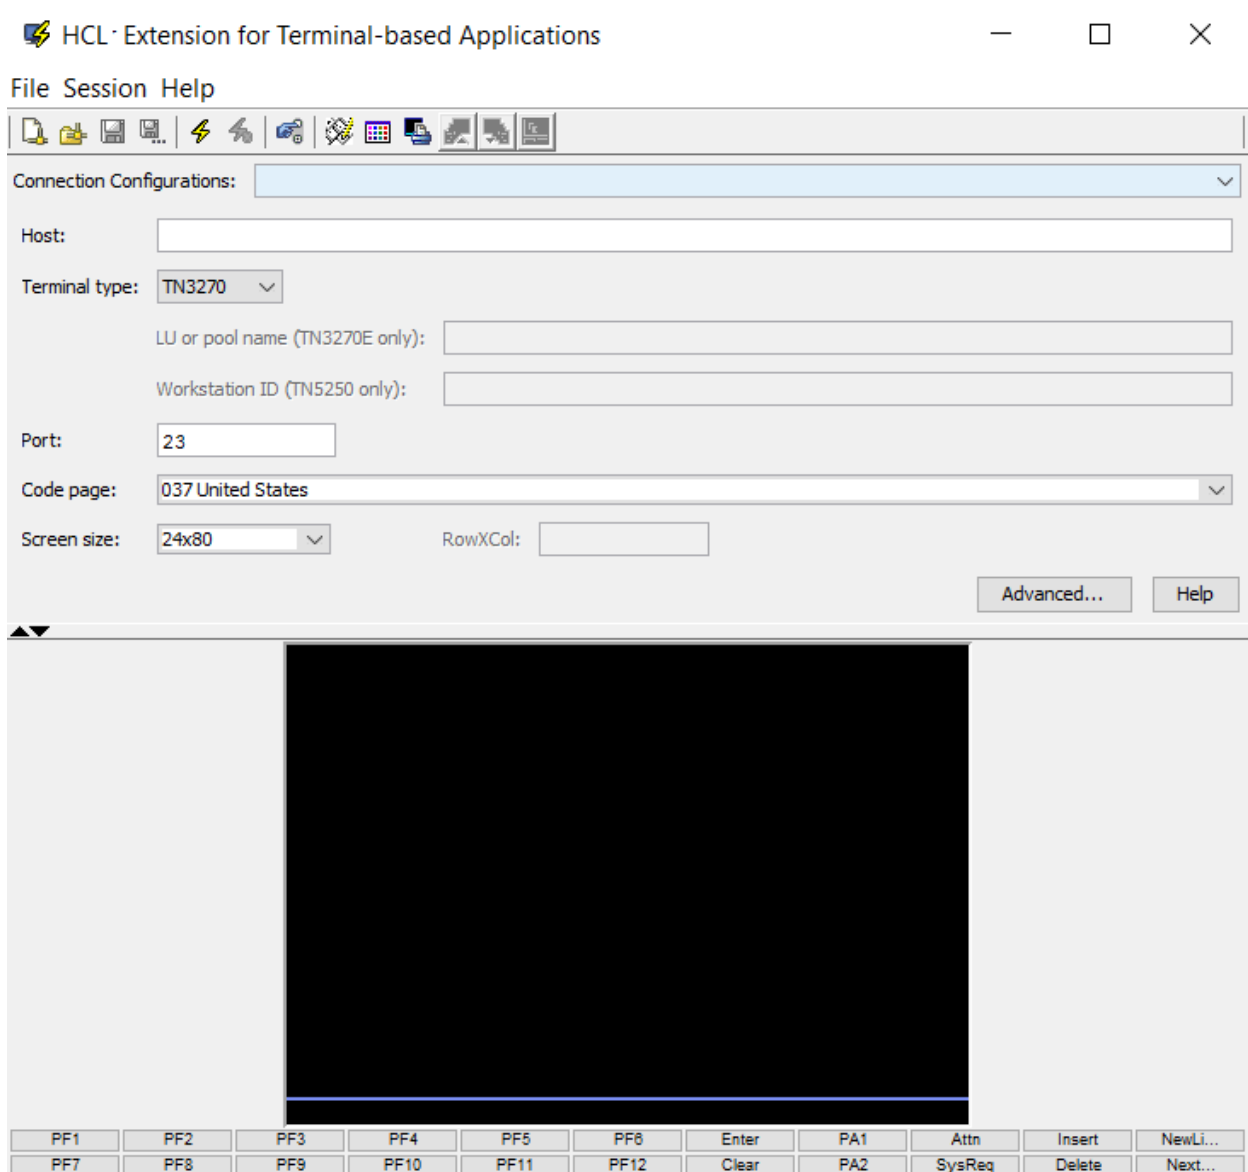 HCL Extension for Terminal-based Applications
File Session Help
Connection Configurations:
Host:
Terminal type: TN3270
LU or pool name (TN3270E only):
Workstation ID (TN5250 only):
Port: 23
Code page: 037 United States
Screen size: 24x80 RowXCol:
Advanced... Help
PF1 PF2 PF3 PF4 PF5 PF6 Enter PA1 Attn Insert NewLi...
PF7 PF8 PF9 PF10 PF11 PF12 Clear PA2 SysReq Delete Next...